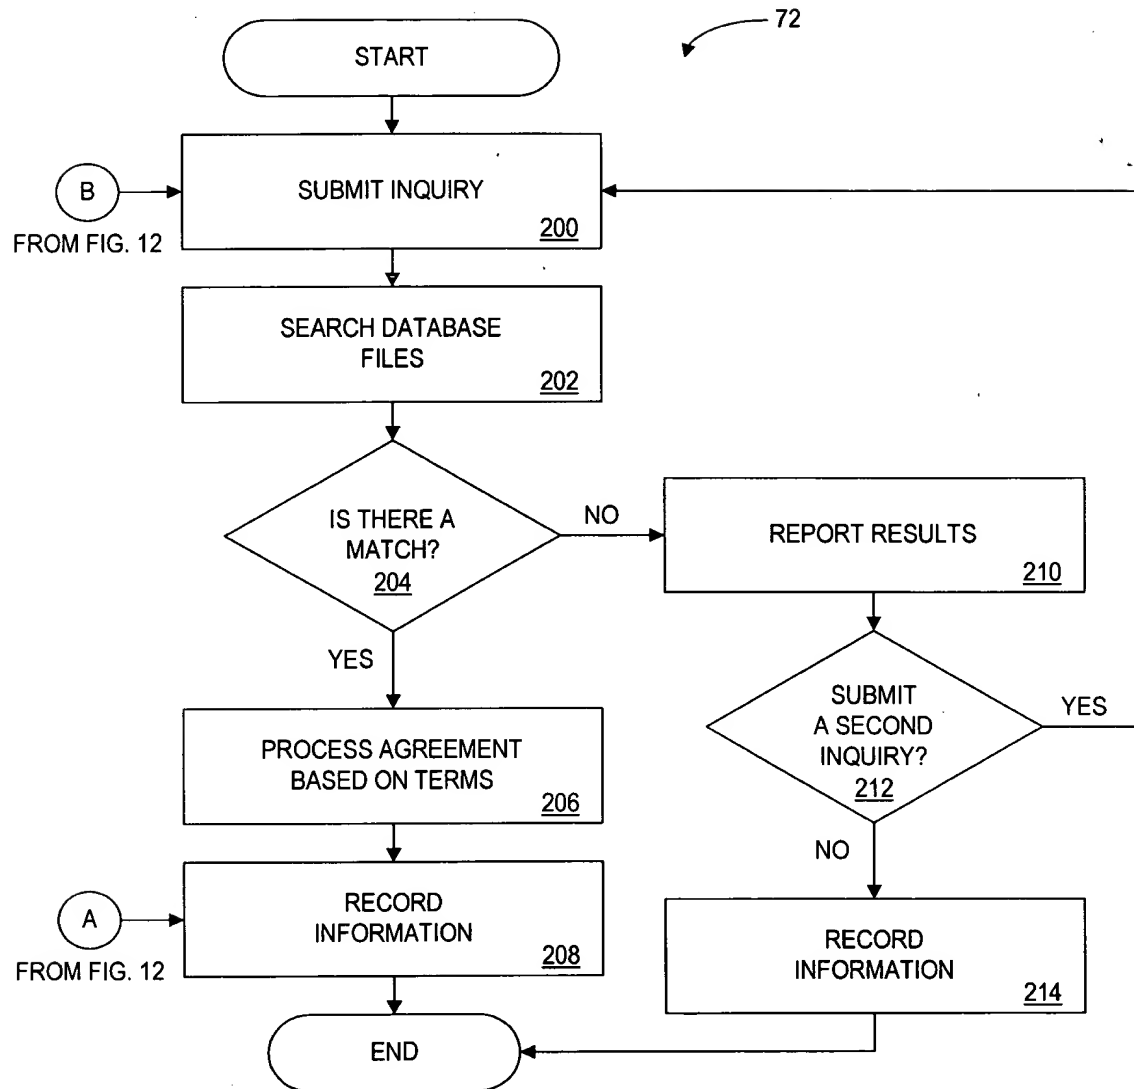 72
START
B
SUBMIT INQUIRY
200
FROM FIG. 12
SEARCH DATABASE
FILES
202
IS THERE A
MATCH?
204
NO
REPORT RESULTS
210
YES
SUBMIT
A SECOND
INQUIRY?
212
YES
PROCESS AGREEMENT
BASED ON TERMS
206
NO
A
RECORD
INFORMATION
208
FROM FIG. 12
RECORD
INFORMATION
214
END